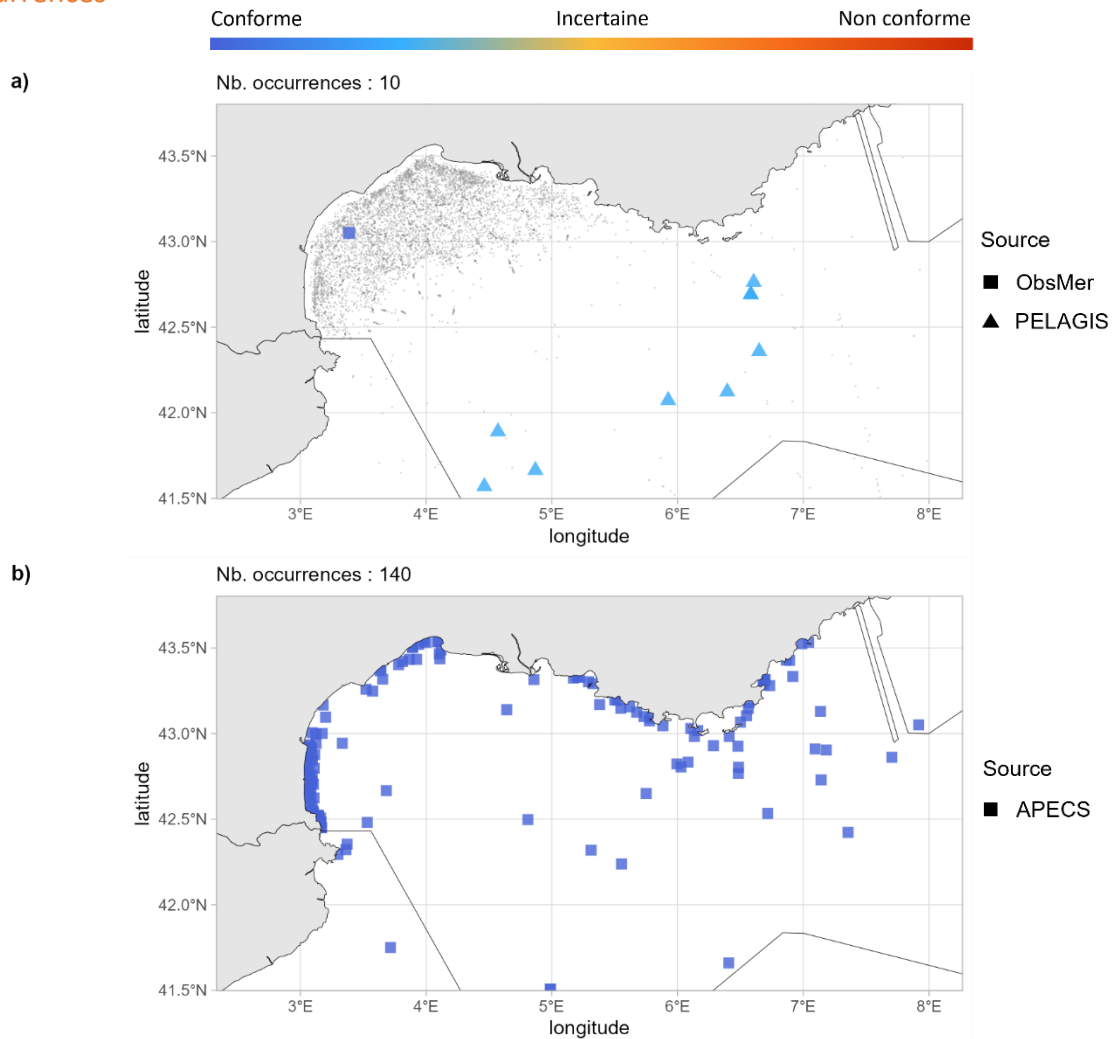 Conforme Incertaine Non conforme
a)
Nb. occurrences : 10
43.5°N
43.0°N
42.5°N
42.0°N
41.5°N
latitude
3°E 4°E 5°E 6°E 7°E 8°E
longitude
Source
ObsMer
PELAGIS
b)
Nb. occurrences : 140
43.5°N
43.0°N
42.5°N
42.0°N
41.5°N
latitude
3°E 4°E 5°E 6°E 7°E 8°E
longitude
Source
APECS